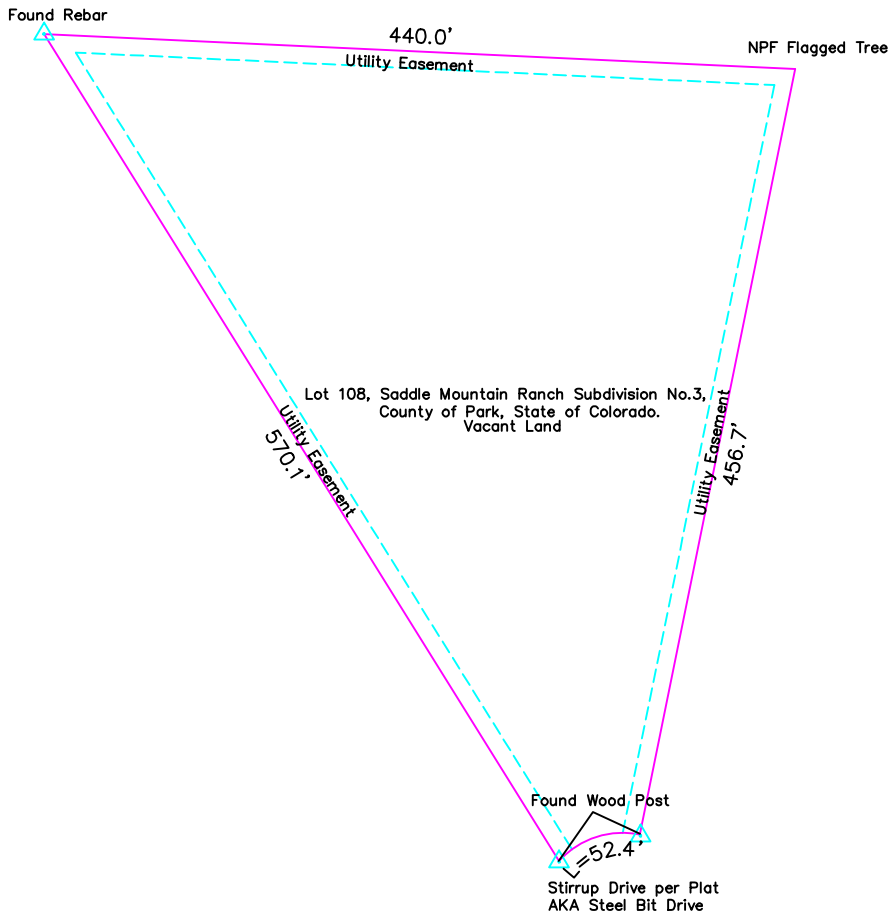 Found Rebar
440.0'
NPF Flagged Tree
Utility Easement
Lot 108, Saddle Mountain Ranch Subdivision No.3,
County of Park, State of Colorado.
Vacant Land
Utility Easement
570.1'
Utility Easement
456.7'
Found Wood Post
L=52.4'
Stirrup Drive per Plat
AKA Steel Bit Drive